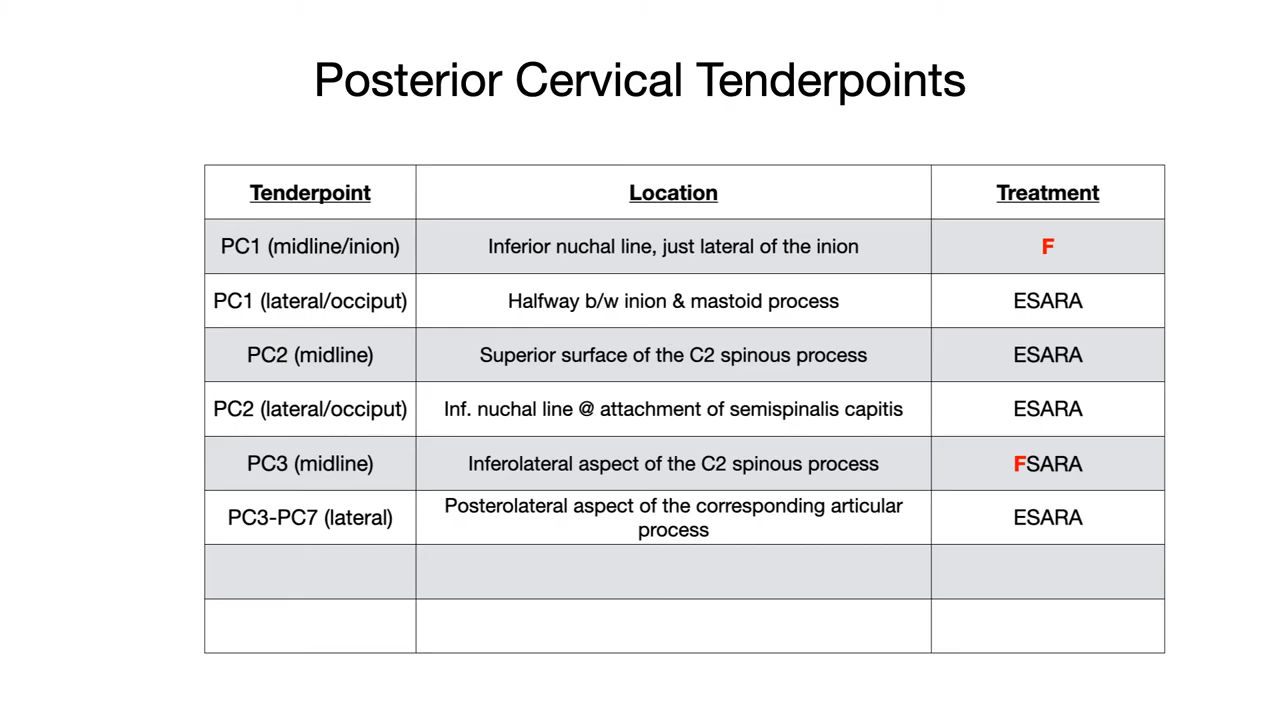 Posterior Cervical Tenderpoints
Tenderpoint Location Treatment
PC1 (midline/inion) Inferior nuchal line, just lateral of the inion F
PC1 (lateral/occiput) Halfway b/w inion & mastoid process ESARA
PC2 (midline) Superior surface of the C2 spinous process ESARA
PC2 (lateral/occiput) Inf. nuchal line @ attachment of semispinalis capitis ESARA
PC3 (midline) Inferolateral aspect of the C2 spinous process FSARA
PC3-PC7 (lateral) Posterolateral aspect of the corresponding articular
process ESARA